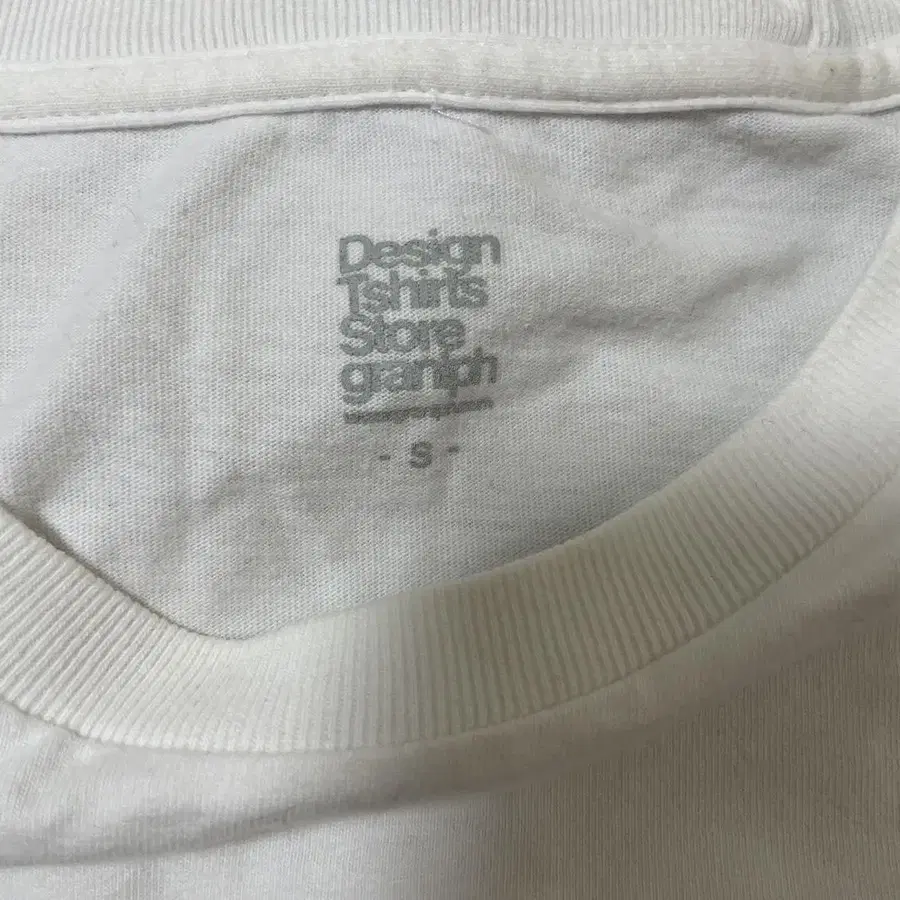 Design
Tshirts
Store
graniph
- S -